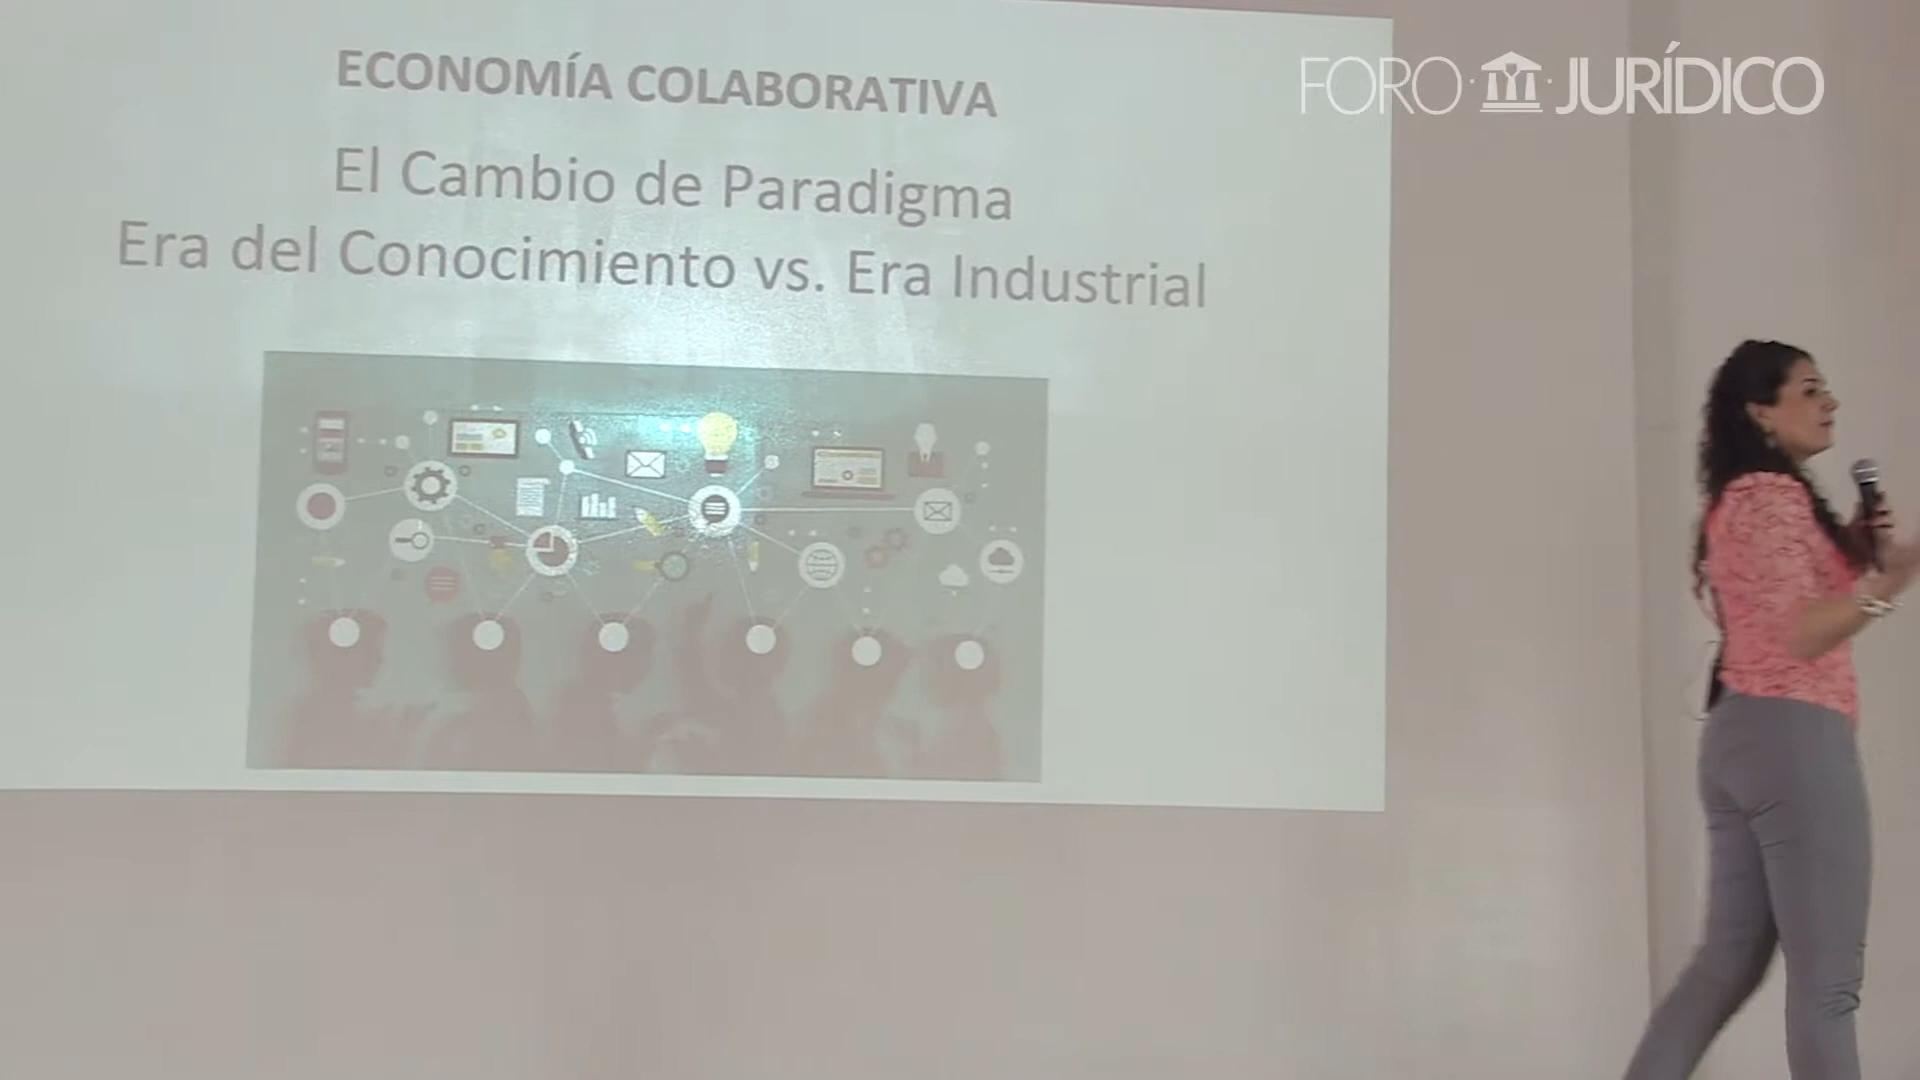 ECONOMÍA COLABORATIVA
FORO JURÍDICO
El Cambio de Paradigma
Era del Conocimiento vs. Era Industrial